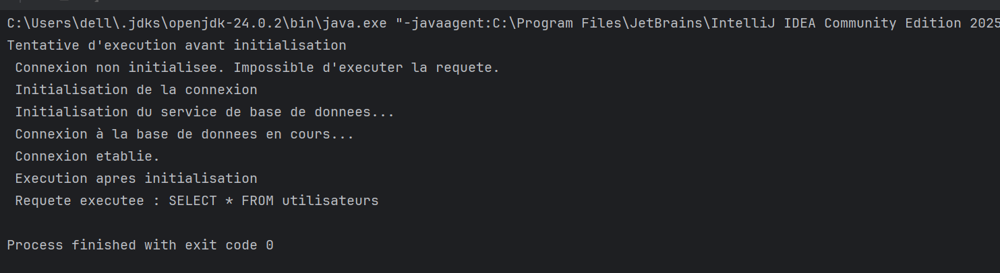 C:\Users\dell\.jdks\openjdk-24.0.2\bin\java.exe "-javaagent:C:\Program Files\JetBrains\IntelliJ IDEA Community Edition 2025
Tentative d'execution avant initialisation
 Connexion non initialisee. Impossible d'executer la requete.
 Initialisation de la connexion
 Initialisation du service de base de donnees...
 Connexion à la base de donnees en cours...
 Connexion etablie.
 Execution apres initialisation
 Requete executee : SELECT * FROM utilisateurs
Process finished with exit code 0